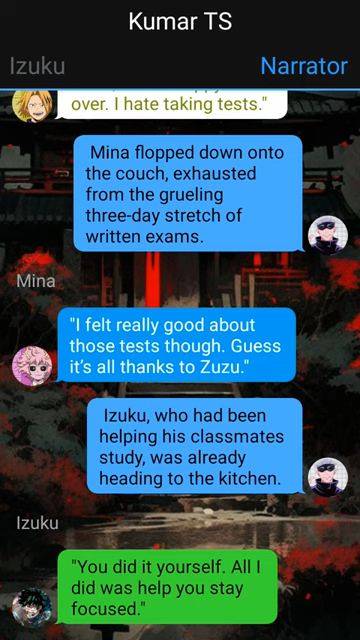 Kumar TS
Izuku
Narrator
over. I hate taking tests."
Mina flopped down onto
the couch, exhausted
from the grueling
three-day stretch of
written exams.
Mina
"I felt really good about
those tests though. Guess
it's all thanks to Zuzu."
Izuku, who had been
helping his classmates
study, was already
heading to the kitchen.
Izuku
"You did it yourself. All I
did was help you stay
focused."